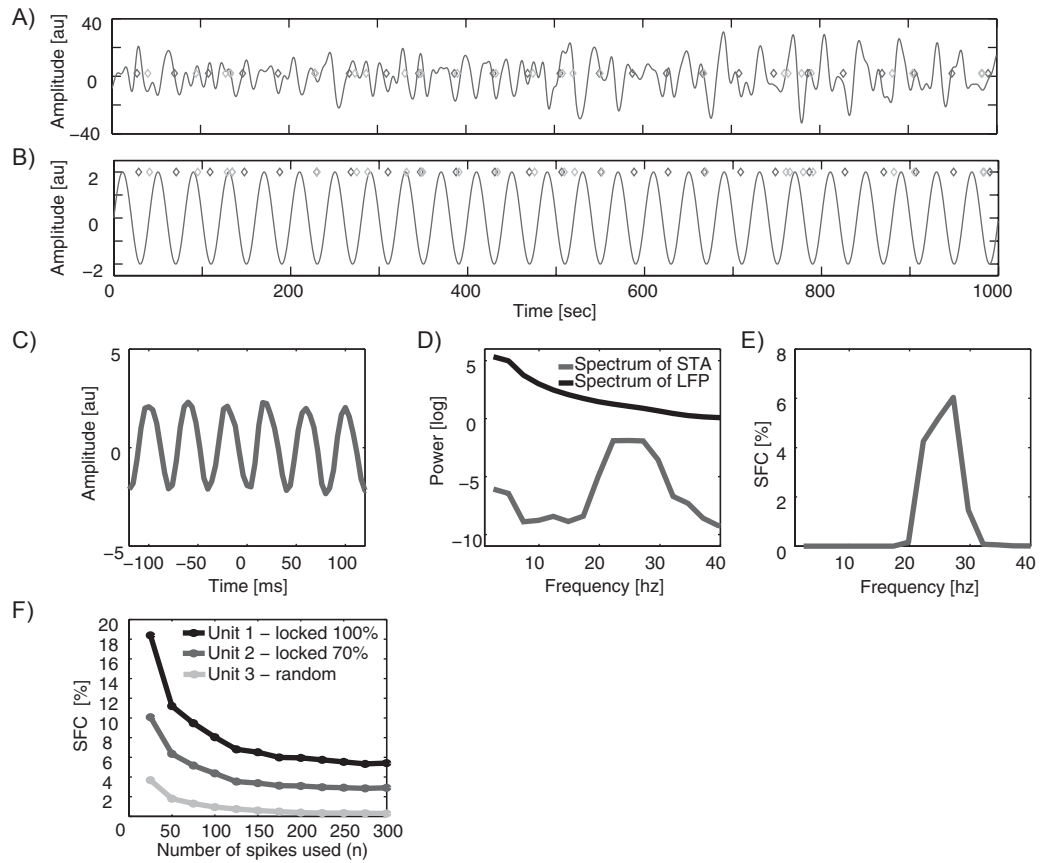 A)
Amplitude [au]
40
0
−40
B)
Amplitude [au]
2
0
−2
0
200
400
600
800
1000
Time [sec]
C)
Amplitude [au]
5
0
−5
−100
−50
0
50
100
Time [ms]
D)
Power [log]
5
0
−5
−10
Spectrum of STA
Spectrum of LFP
10
20
30
40
Frequency [hz]
E)
SFC [%]
8
6
4
2
0
10
20
30
40
Frequency [hz]
F)
SFC [%]
20
18
16
14
12
10
8
6
4
2
0
Unit 1 − locked 100%
Unit 2 − locked 70%
Unit 3 − random
50
100
150
200
250
300
Number of spikes used (n)